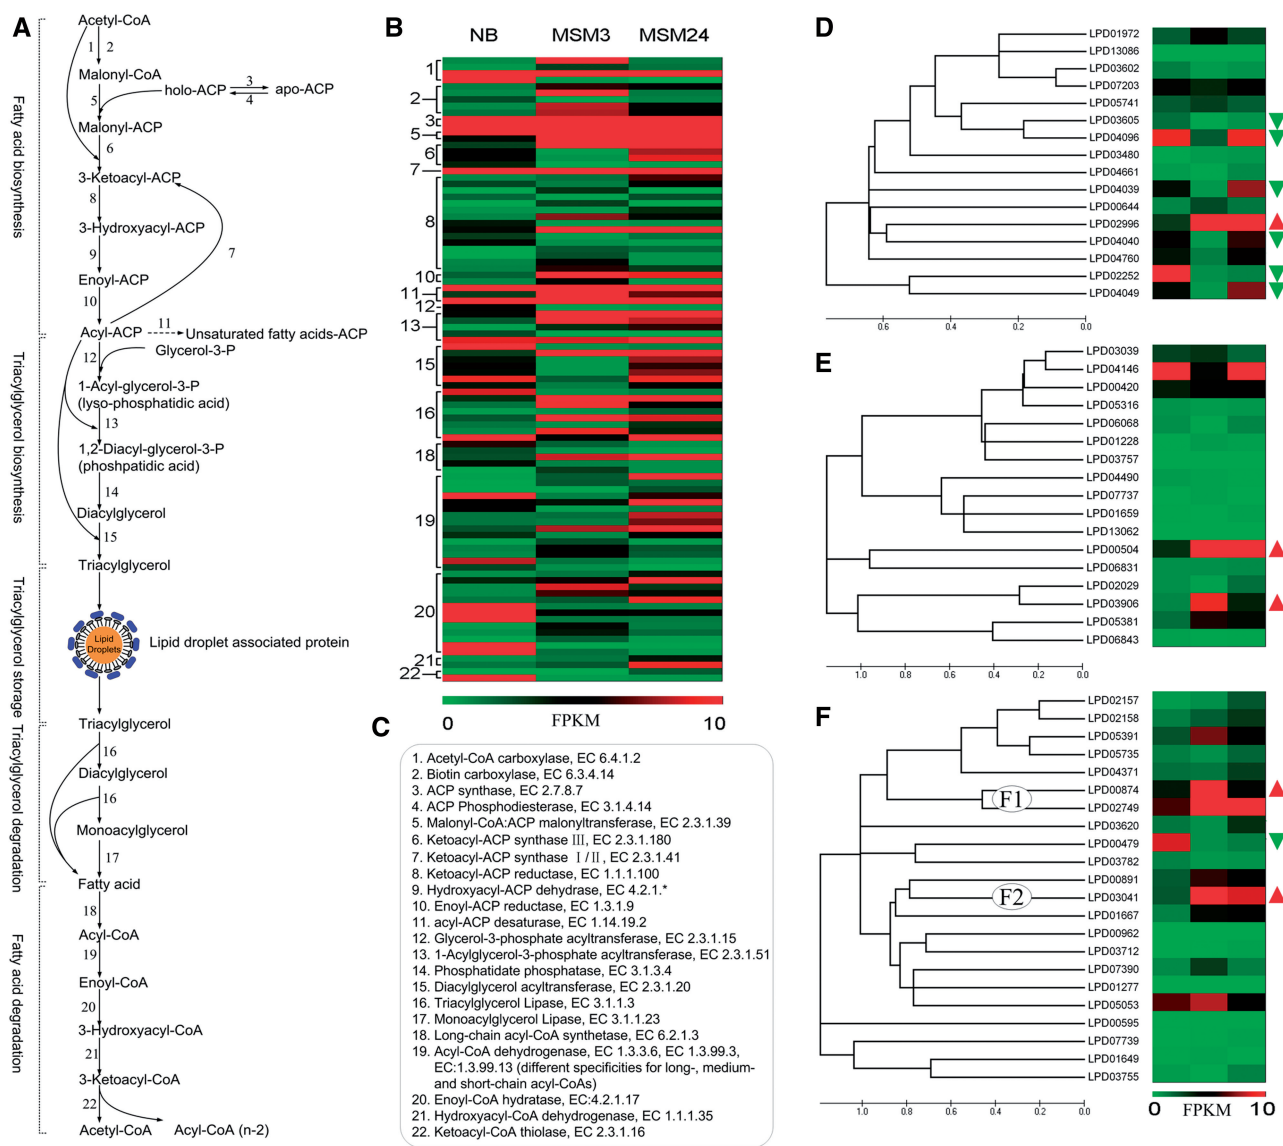 A
Fatty acid biosynthesis
Triacylglycerol biosynthesis
Triacylglycerol storage
Triacylglycerol degradation
Fatty acid degradation
Acetyl-CoA
1 2
Malonyl-CoA
holo-ACP
3
4
apo-ACP
5
Malonyl-ACP
6
3-Ketoacyl-ACP
8
3-Hydroxyacyl-ACP
9
7
Enoyl-ACP
10
Acyl-ACP
11
Unsaturated fatty acids-ACP
12
Glycerol-3-P
1-Acyl-glycerol-3-P
(lyso-phosphatidic acid)
13
1,2-Diacyl-glycerol-3-P
(phoshpatidic acid)
14
Diacylglycerol
15
Triacylglycerol
Lipid
Droplets
Lipid droplet associated protein
Triacylglycerol
16
Diacylglycerol
16
Monoacylglycerol
17
Fatty acid
18
Acyl-CoA
19
Enoyl-CoA
20
3-Hydroxyacyl-CoA
21
3-Ketoacyl-CoA
22
Acetyl-CoA
Acyl-CoA (n-2)
B
NB MSM3 MSM24
1
2
3
5
6
7
8
10
11
12
13
15
16
18
19
20
21
22
0 FPKM 10
C
1. Acetyl-CoA carboxylase, EC 6.4.1.2
2. Biotin carboxylase, EC 6.3.4.14
3. ACP synthase, EC 2.7.8.7
4. ACP Phosphodiesterase, EC 3.1.4.14
5. Malonyl-CoA:ACP malonyltransferase, EC 2.3.1.39
6. Ketoacyl-ACP synthase Ⅲ, EC 2.3.1.180
7. Ketoacyl-ACP synthase Ⅰ/Ⅱ, EC 2.3.1.41
8. Ketoacyl-ACP reductase, EC 1.1.1.100
9. Hydroxyacyl-ACP dehydrase, EC 4.2.1.*
10. Enoyl-ACP reductase, EC 1.3.1.9
11. acyl-ACP desaturase, EC 1.14.19.2
12. Glycerol-3-phosphate acyltransferase, EC 2.3.1.15
13. 1-Acylglycerol-3-phosphate acyltransferase, EC 2.3.1.51
14. Phosphatidate phosphatase, EC 3.1.3.4
15. Diacylglycerol acyltransferase, EC 2.3.1.20
16. Triacylglycerol Lipase, EC 3.1.1.3
17. Monoacylglycerol Lipase, EC 3.1.1.23
18. Long-chain acyl-CoA synthetase, EC 6.2.1.3
19. Acyl-CoA dehydrogenase, EC 1.3.3.6, EC 1.3.99.3,
EC:1.3.99.13 (different specificities for long-, medium-
and short-chain acyl-CoAs)
20. Enoyl-CoA hydratase, EC:4.2.1.17
21. Hydroxyacyl-CoA dehydrogenase, EC 1.1.1.35
22. Ketoacyl-CoA thiolase, EC 2.3.1.16
D
LPD01972
LPD13086
LPD03602
LPD07203
LPD05741
LPD03605
LPD04096
LPD03480
LPD04661
LPD04039
LPD00644
LPD02996
LPD04040
LPD04760
LPD02252
LPD04049
0.6 0.4 0.2 0.0
E
LPD03039
LPD04146
LPD00420
LPD05316
LPD06068
LPD01228
LPD03757
LPD04490
LPD07737
LPD01659
LPD13062
LPD00504
LPD06831
LPD02029
LPD03906
LPD05381
LPD06843
1.0 0.8 0.6 0.4 0.2 0.0
F
LPD02157
LPD02158
LPD05391
LPD05735
LPD04371
LPD00874
F1
LPD02749
LPD03620
LPD00479
LPD03782
LPD00891
F2
LPD03041
LPD01667
LPD00962
LPD03712
LPD07390
LPD01277
LPD05053
LPD00595
LPD07739
LPD01649
LPD03755
1.0 0.8 0.6 0.4 0.2 0.0
0 FPKM 10